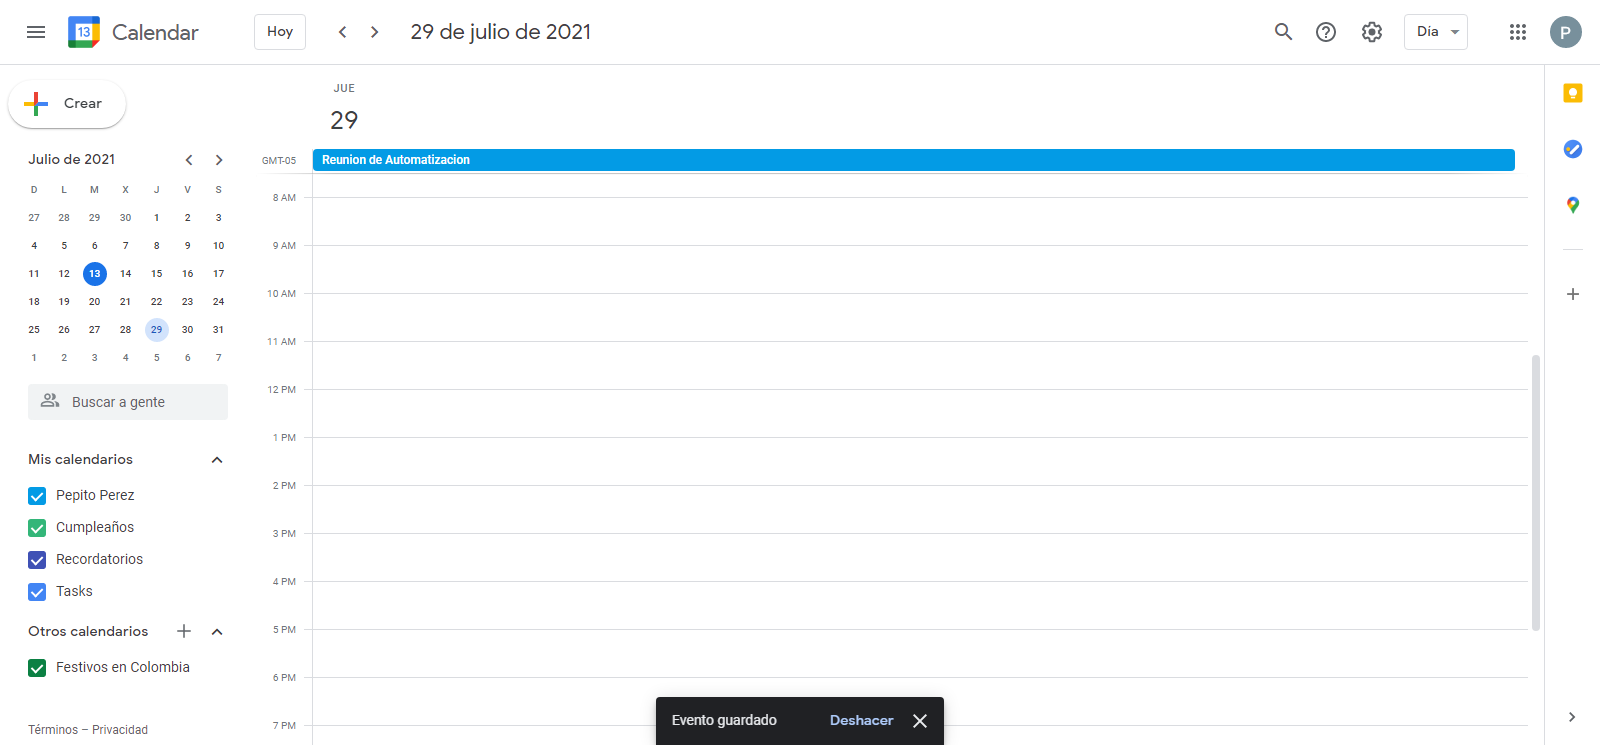 13 Calendar
Hoy
29 de julio de 2021
Día
P
Crear
JUE
29
GMT-05
Reunion de Automatizacion
Julio de 2021
D L M X J V S
27 28 29 30 1 2 3
4 5 6 7 8 9 10
11 12 13 14 15 16 17
18 19 20 21 22 23 24
25 26 27 28 29 30 31
1 2 3 4 5 6 7
Buscar a gente
Mis calendarios
Pepito Perez
Cumpleaños
Recordatorios
Tasks
Otros calendarios
Festivos en Colombia
Términos – Privacidad
8 AM
9 AM
10 AM
11 AM
12 PM
1 PM
2 PM
3 PM
4 PM
5 PM
6 PM
7 PM
Evento guardado Deshacer